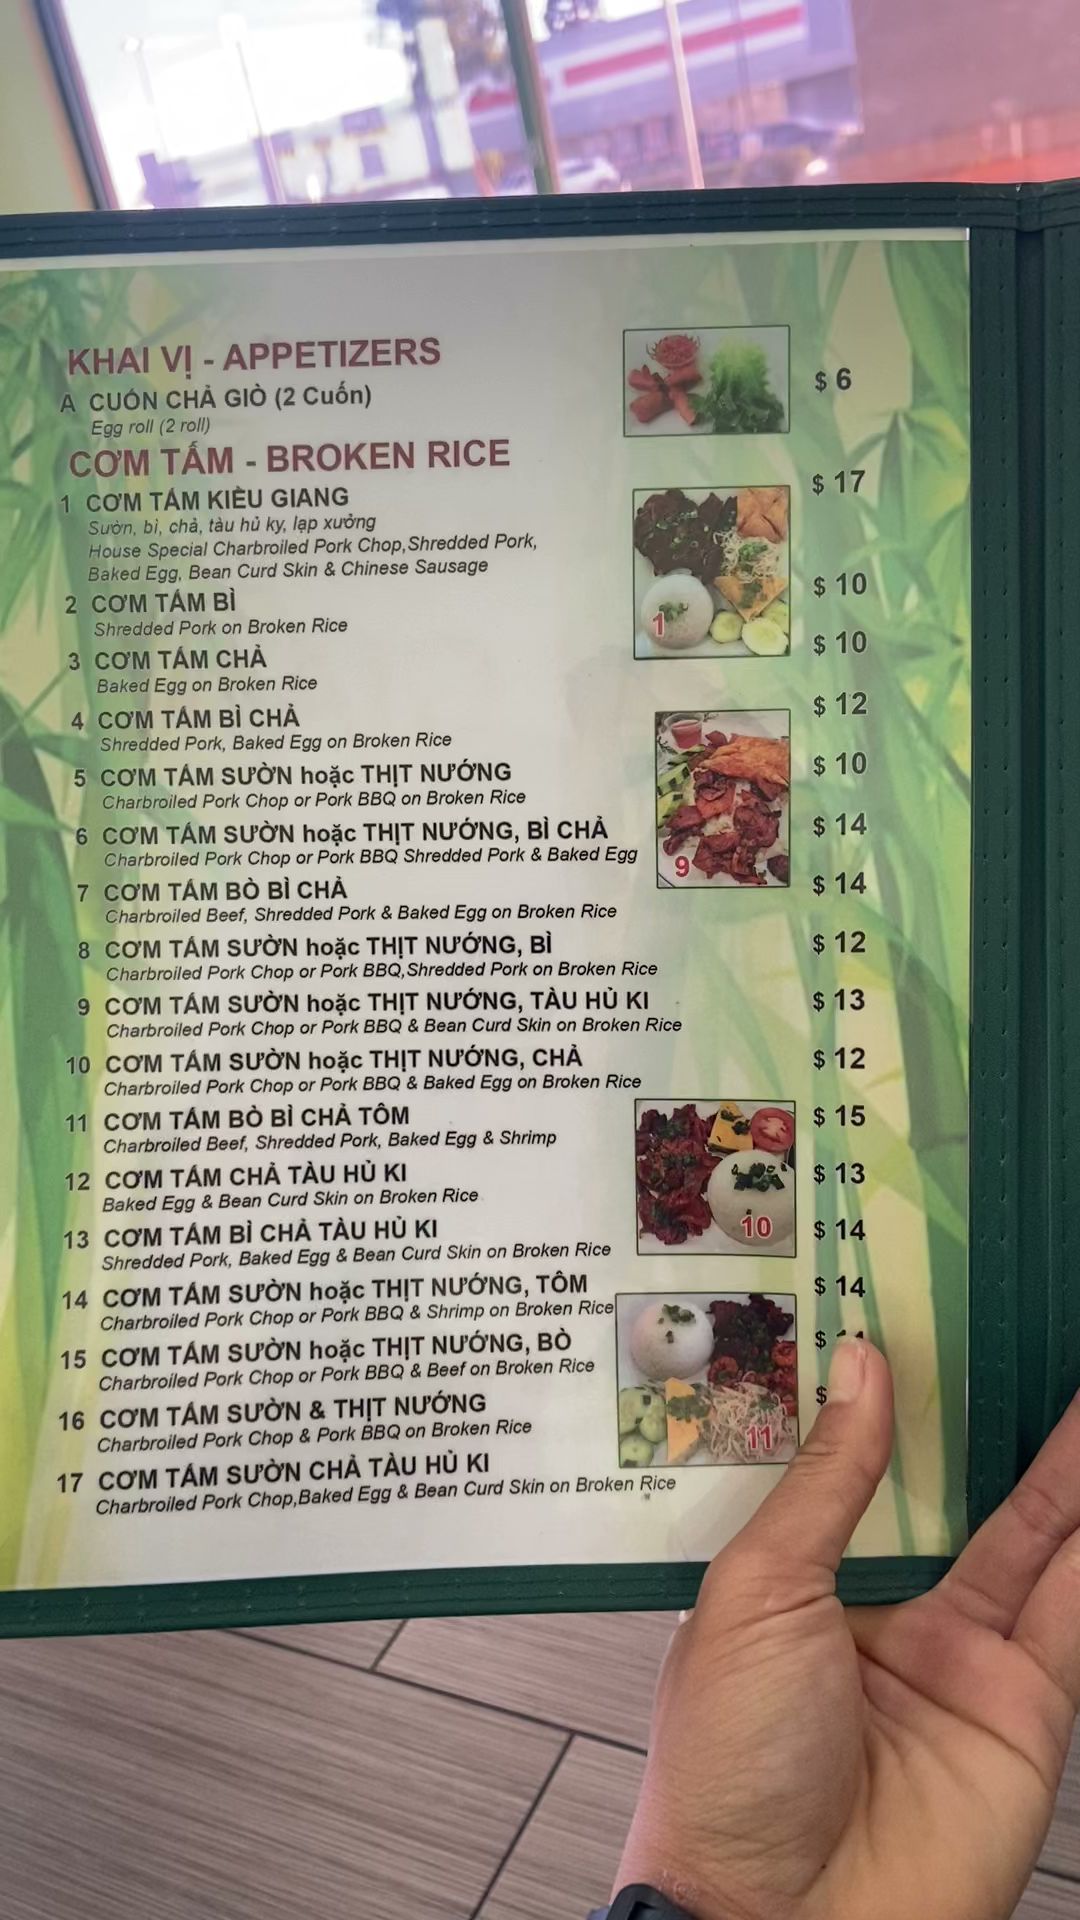 KHAI VỊ - APPETIZERS
A CUỐN CHẢ GIÒ (2 Cuốn) $ 6
Egg roll (2 roll)
CƠM TẤM - BROKEN RICE
1 CƠM TẤM KIỀU GIANG $ 17
Sườn, bì, chả, tàu hủ ky, lạp xưởng
House Special Charbroiled Pork Chop,Shredded Pork,
Baked Egg, Bean Curd Skin & Chinese Sausage
1
2 CƠM TẤM BÌ $ 10
Shredded Pork on Broken Rice
3 CƠM TẤM CHẢ $ 10
Baked Egg on Broken Rice
4 CƠM TẤM BÌ CHẢ $ 12
Shredded Pork, Baked Egg on Broken Rice
5 CƠM TẤM SƯỜN hoặc THỊT NƯỚNG $ 10
Charbroiled Pork Chop or Pork BBQ on Broken Rice
6 CƠM TẤM SƯỜN hoặc THỊT NƯỚNG, BÌ CHẢ $ 14
Charbroiled Pork Chop or Pork BBQ Shredded Pork & Baked Egg
9
7 CƠM TẤM BÒ BÌ CHẢ $ 14
Charbroiled Beef, Shredded Pork & Baked Egg on Broken Rice
8 CƠM TẤM SƯỜN hoặc THỊT NƯỚNG, BÌ $ 12
Charbroiled Pork Chop or Pork BBQ,Shredded Pork on Broken Rice
9 CƠM TẤM SƯỜN hoặc THỊT NƯỚNG, TÀU HỦ KI $ 13
Charbroiled Pork Chop or Pork BBQ & Bean Curd Skin on Broken Rice
10 CƠM TẤM SƯỜN hoặc THỊT NƯỚNG, CHẢ $ 12
Charbroiled Pork Chop or Pork BBQ & Baked Egg on Broken Rice
11 CƠM TẤM BÒ BÌ CHẢ TÔM $ 15
Charbroiled Beef, Shredded Pork, Baked Egg & Shrimp
12 CƠM TẤM CHẢ TÀU HỦ KI $ 13
Baked Egg & Bean Curd Skin on Broken Rice
10
13 CƠM TẤM BÌ CHẢ TÀU HỦ KI $ 14
Shredded Pork, Baked Egg & Bean Curd Skin on Broken Rice
14 CƠM TẤM SƯỜN hoặc THỊT NƯỚNG, TÔM $ 14
Charbroiled Pork Chop or Pork BBQ & Shrimp on Broken Rice
15 CƠM TẤM SƯỜN hoặc THỊT NƯỚNG, BÒ $
Charbroiled Pork Chop or Pork BBQ & Beef on Broken Rice
16 CƠM TẤM SƯỜN & THỊT NƯỚNG $
Charbroiled Pork Chop & Pork BBQ on Broken Rice
11
17 CƠM TẤM SƯỜN CHẢ TÀU HỦ KI
Charbroiled Pork Chop,Baked Egg & Bean Curd Skin on Broken Rice